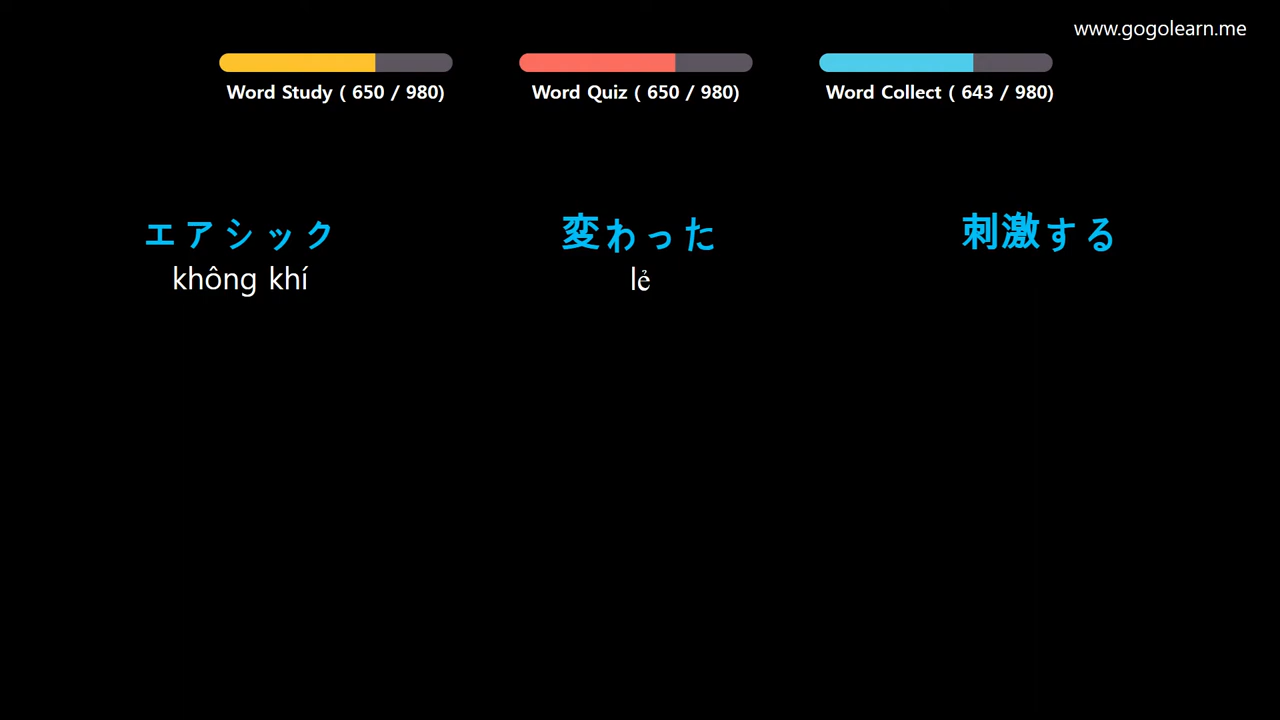 www.gogolearn.me
Word Study ( 650 / 980)
Word Quiz ( 650 / 980)
Word Collect ( 643 / 980)
エアシック
không khí
変わった
lẻ
刺激する